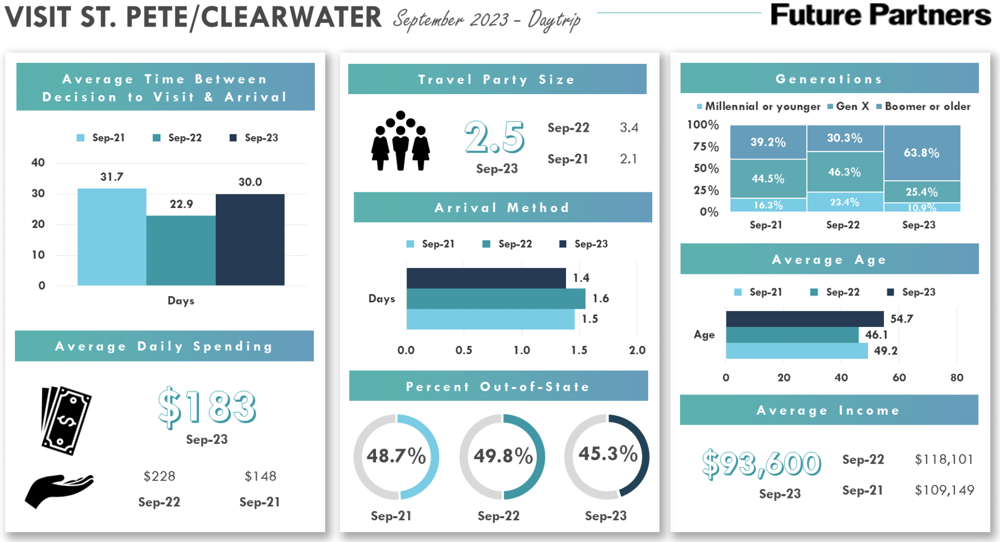 VISIT ST. PETE/CLEARWATER September 2023 - Daytrip
Future Partners
Average Time Between
Decision to Visit & Arrival
Sep-21 Sep-22 Sep-23
40
30
20
10
0
31.7
22.9
30.0
Days
Average Daily Spending
$183
Sep-23
$228 $148
Sep-22 Sep-21
Travel Party Size
2.5
Sep-23
Sep-22 3.4
Sep-21 2.1
Arrival Method
Sep-21 Sep-22 Sep-23
Days
1.4
1.6
1.5
0.0 0.5 1.0 1.5 2.0
Percent Out-of-State
48.7% 49.8% 45.3%
Sep-21 Sep-22 Sep-23
Generations
Millennial or younger Gen X Boomer or older
100%
75%
50%
25%
0%
39.2% 30.3% 63.8%
44.5% 46.3% 25.4%
16.3% 23.4% 10.9%
Sep-21 Sep-22 Sep-23
Average Age
Sep-21 Sep-22 Sep-23
Age
54.7
46.1
49.2
0 20 40 60 80
Average Income
$93,600
Sep-23
Sep-22 $118,101
Sep-21 $109,149